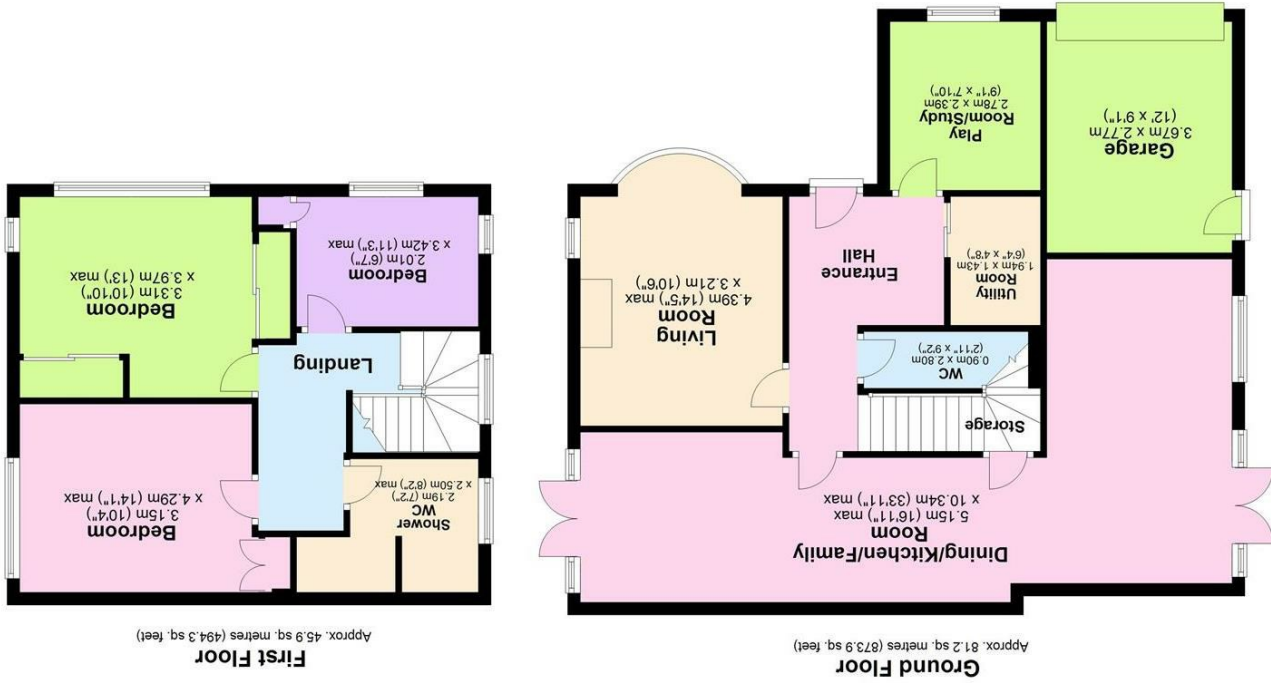 Ground Floor
Approx. 81.2 sq. metres (873.9 sq. feet)
Dining/Kitchen/Family
Room
5.15m (16'11") max
x 10.34m (33'11") max
Storage
WC
0.90m x 2.80m
(2'11" x 9'2")
Living
Room
4.39m (14'5") max
x 3.21m (10'6")
Entrance
Hall
Utility
Room
1.94m x 1.43m
(6'4" x 4'8")
Garage
3.67m x 2.77m
(12' x 9'1")
Play
Room/Study
2.78m x 2.39m
(9'1" x 7'10")
First Floor
Approx. 45.9 sq. metres (494.3 sq. feet)
Shower
WC
2.19m (7'2")
x 2.50m (8'2") max
Bedroom
3.15m (10'4")
x 4.29m (14'1") max
Landing
Bedroom
2.01m (6'7")
x 3.42m (11'3") max
Bedroom
3.31m (10'10")
x 3.97m (13') max